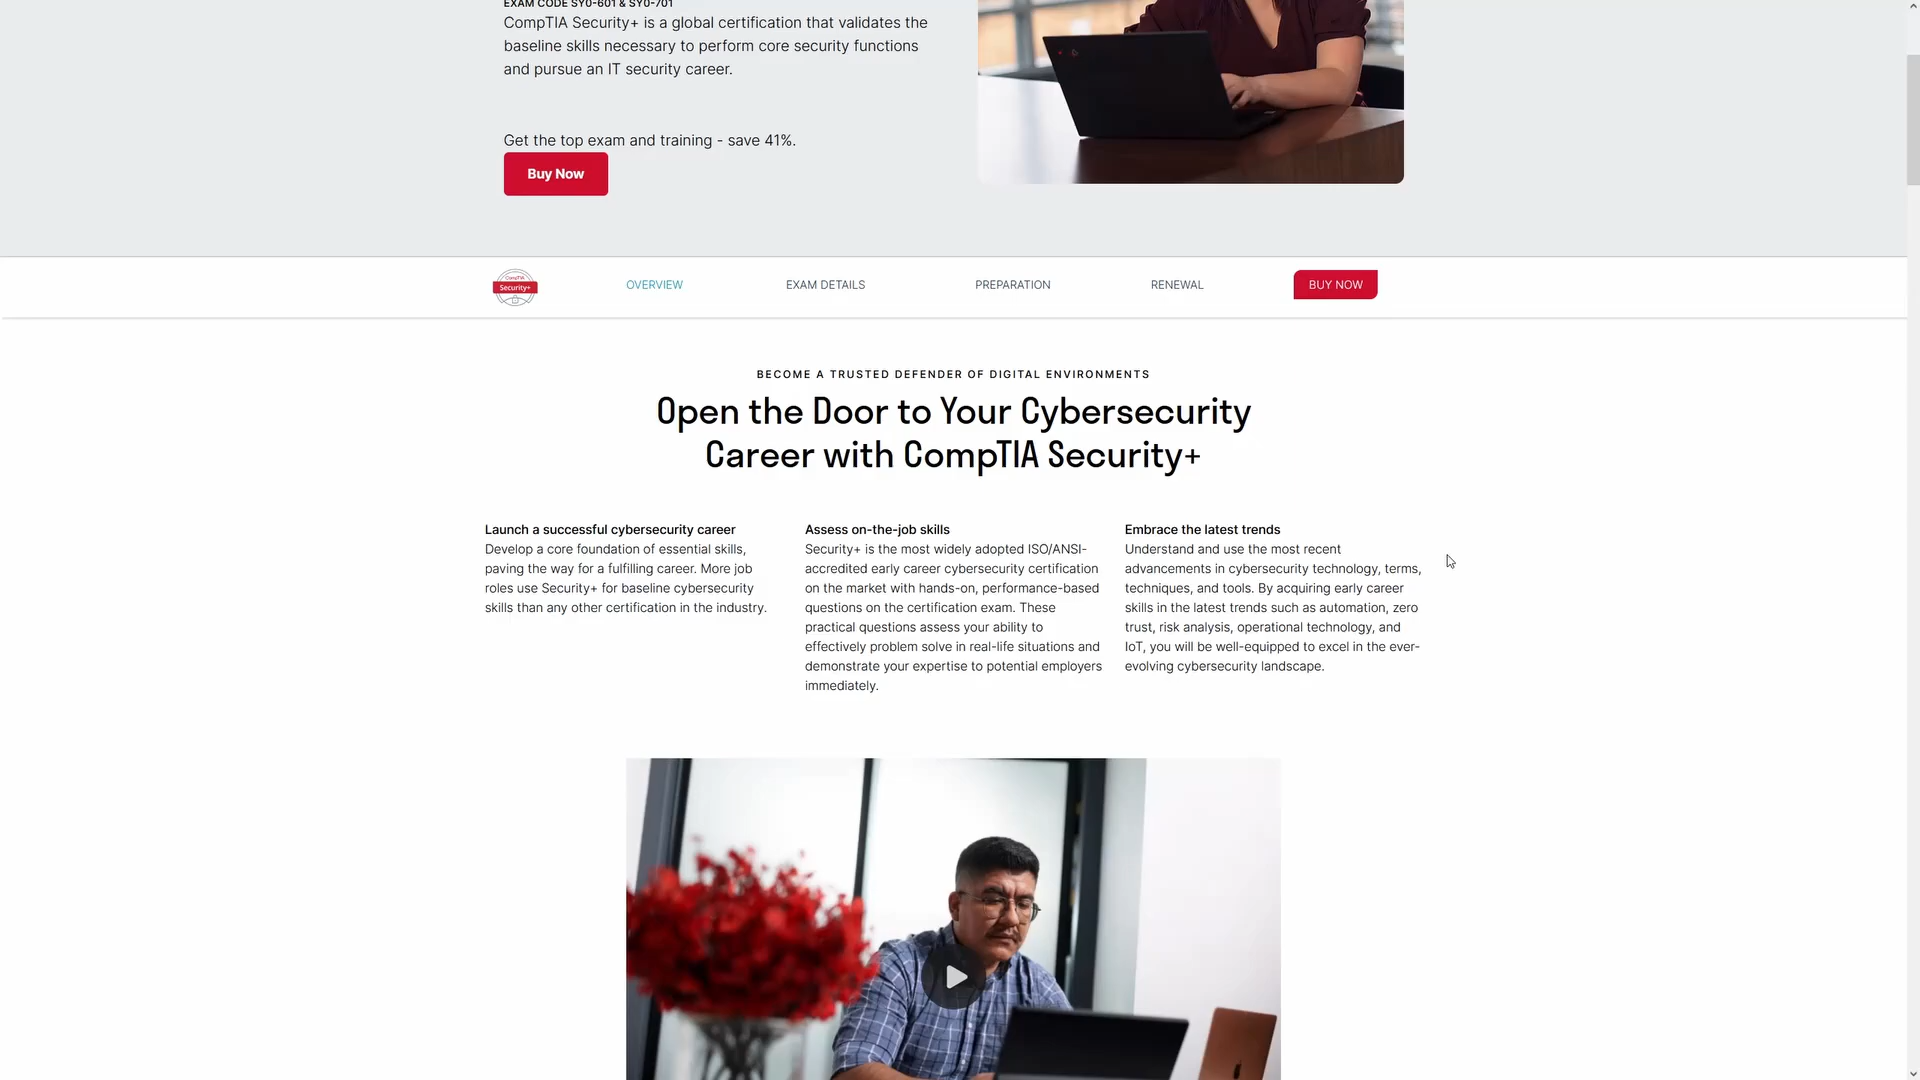 EXAM CODE SY0-601 & SY0-701
CompTIA Security+ is a global certification that validates the
baseline skills necessary to perform core security functions
and pursue an IT security career.
Get the top exam and training - save 41%.
Buy Now
CompTIA
Security+
OVERVIEW
EXAM DETAILS
PREPARATION
RENEWAL
BUY NOW
BECOME A TRUSTED DEFENDER OF DIGITAL ENVIRONMENTS
Open the Door to Your Cybersecurity
Career with CompTIA Security+
Launch a successful cybersecurity career
Develop a core foundation of essential skills,
paving the way for a fulfilling career. More job
roles use Security+ for baseline cybersecurity
skills than any other certification in the industry.
Assess on-the-job skills
Security+ is the most widely adopted ISO/ANSI-
accredited early career cybersecurity certification
on the market with hands-on, performance-based
questions on the certification exam. These
practical questions assess your ability to
effectively problem solve in real-life situations and
demonstrate your expertise to potential employers
immediately.
Embrace the latest trends
Understand and use the most recent
advancements in cybersecurity technology, terms,
techniques, and tools. By acquiring early career
skills in the latest trends such as automation, zero
trust, risk analysis, operational technology, and
IoT, you will be well-equipped to excel in the ever-
evolving cybersecurity landscape.